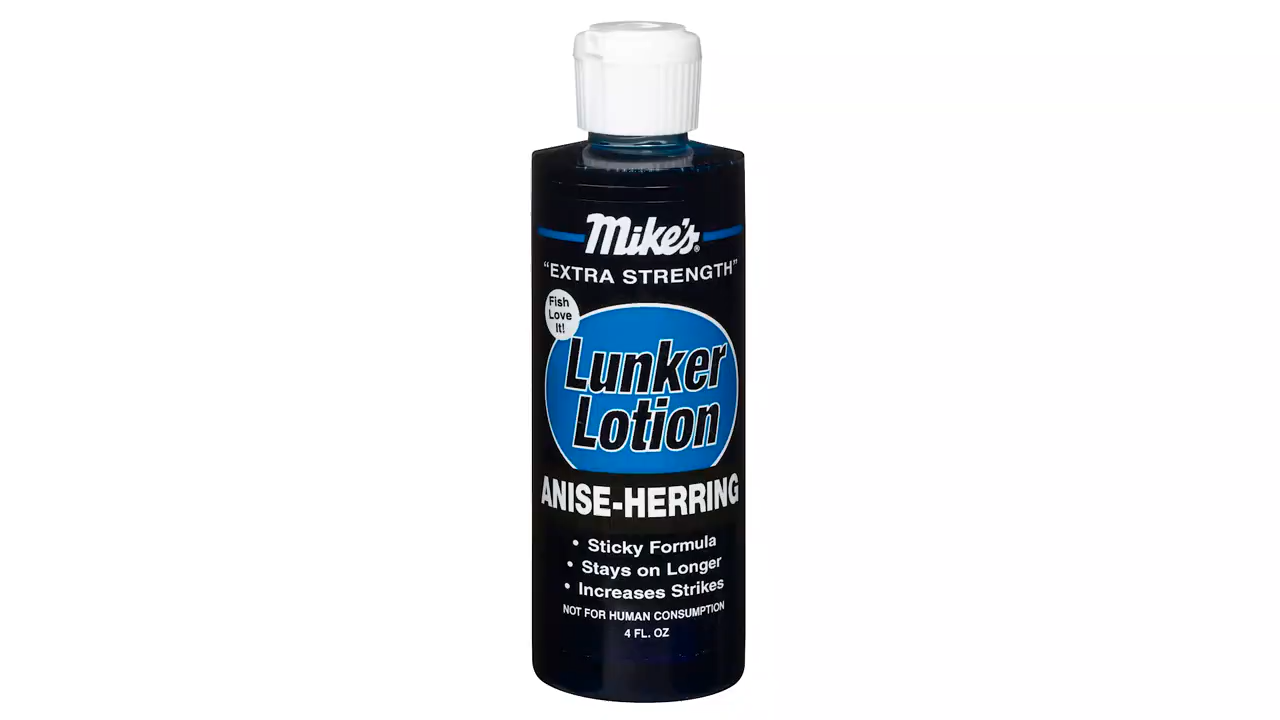 Mike's®
"EXTRA STRENGTH"
Fish
Love
It!
Lunker
Lotion
ANISE-HERRING
• Sticky Formula
• Stays on Longer
• Increases Strikes
NOT FOR HUMAN CONSUMPTION
4 FL. OZ